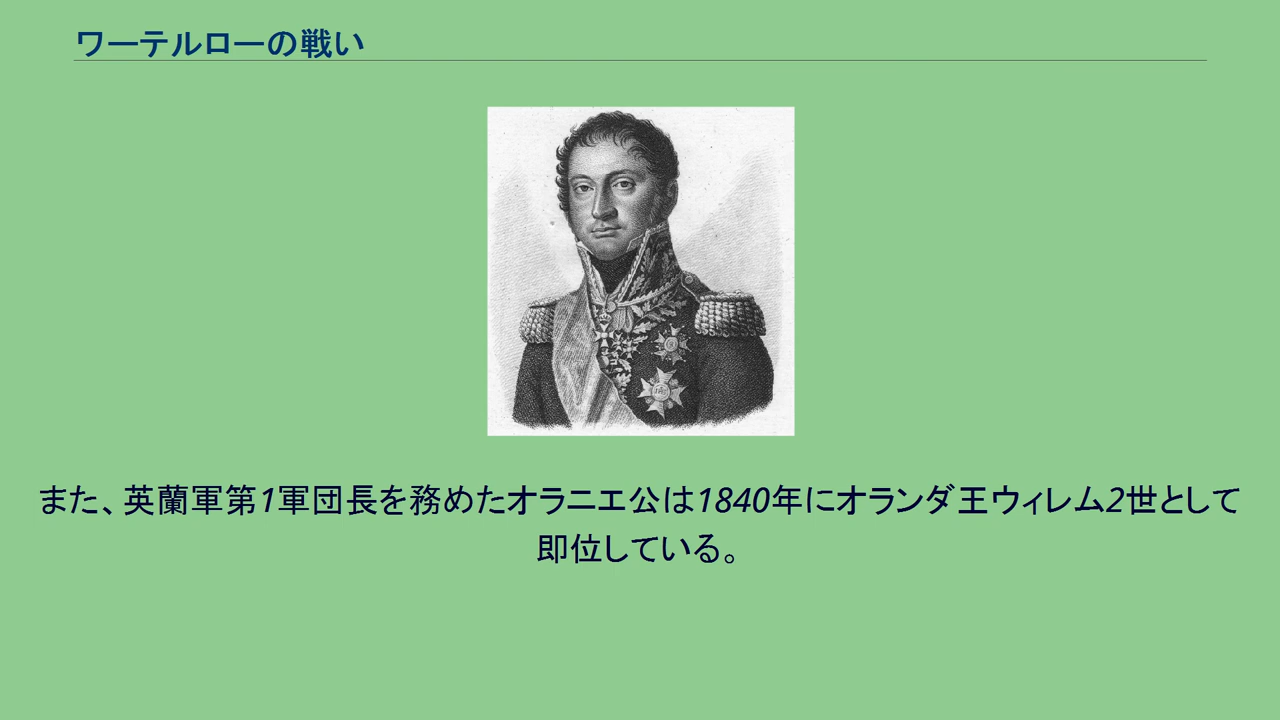 ワーテルローの戦い
また、英蘭軍第1軍団長を務めたオラニエ公は1840年にオランダ王ウィレム2世として
即位している。